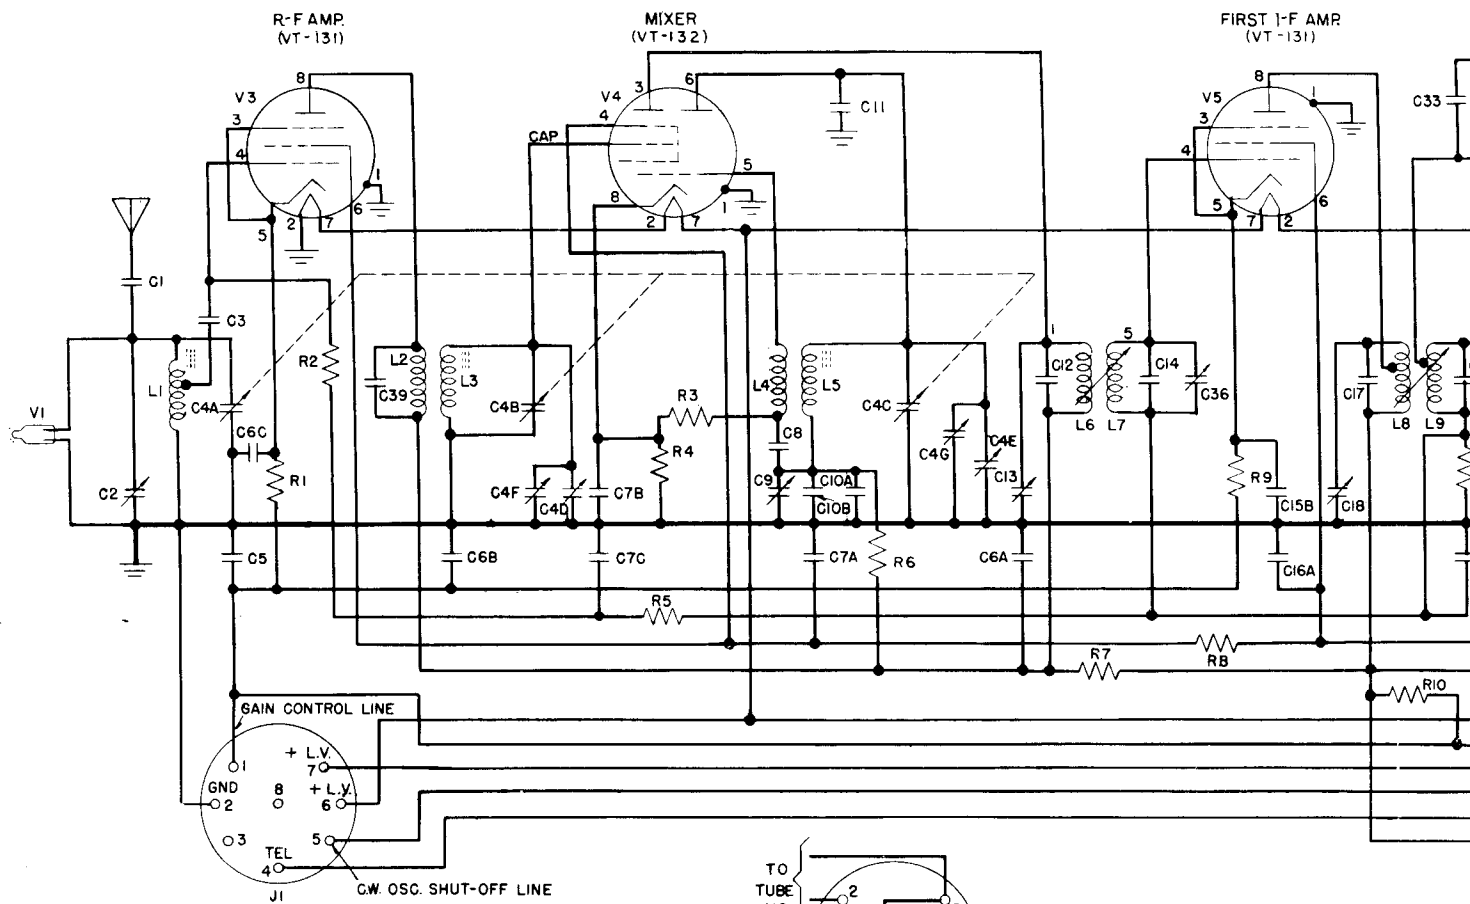 R-F AMP.
(VT-131)
MIXER
(VT-132)
FIRST I-F AMP.
(VT-131)
8
V3
3
4
1
6
5
2
7
3
6
V4
4
CAP
5
8
2
7
1
C11
8
V5
3
4
1
5
6
7
2
C33
C1
C3
R2
L1
C4A
V1
C6C
C2
R1
L2
C39
L3
C4B
R3
R4
L4
L5
C8
C4C
C4G
C4E
C4F
C4D
C7B
C9
C10A
C10B
C13
1
C12
5
C14
C36
L6
L7
R9
C15B
C17
C18
L8
L9
C5
C6B
C7C
C7A
R6
C6A
C16A
R5
R7
R8
R10
GAIN CONTROL LINE
+ L.V.
1
7
GND
8
+ L.V.
2
6
3
5
TEL
4
J1
C.W. OSC. SHUT-OFF LINE
TO
TUBE
2